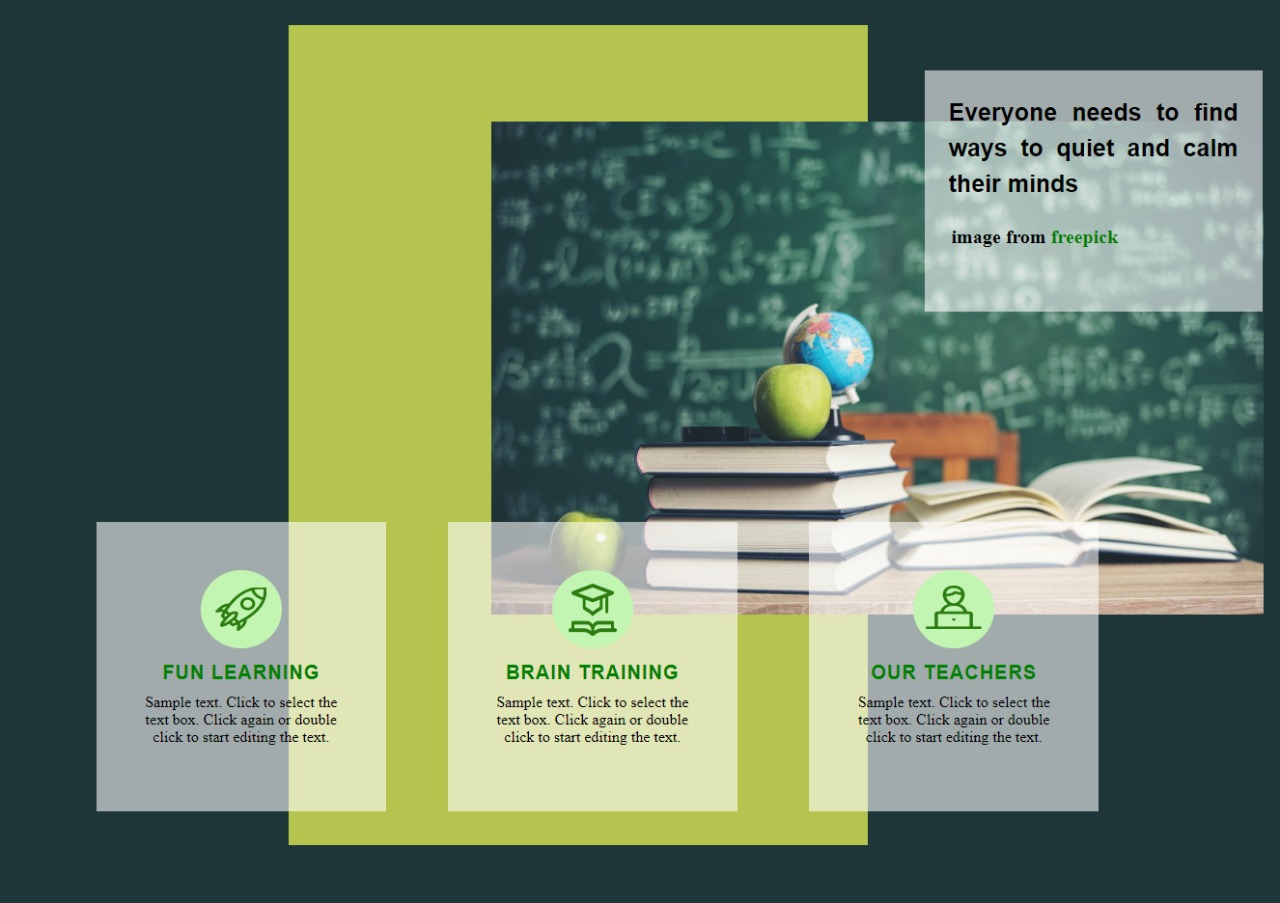 Everyone needs to find
ways to quiet and calm
their minds
image from freepick
FUN LEARNING
Sample text. Click to select the
text box. Click again or double
click to start editing the text.
BRAIN TRAINING
Sample text. Click to select the
text box. Click again or double
click to start editing the text.
OUR TEACHERS
Sample text. Click to select the
text box. Click again or double
click to start editing the text.